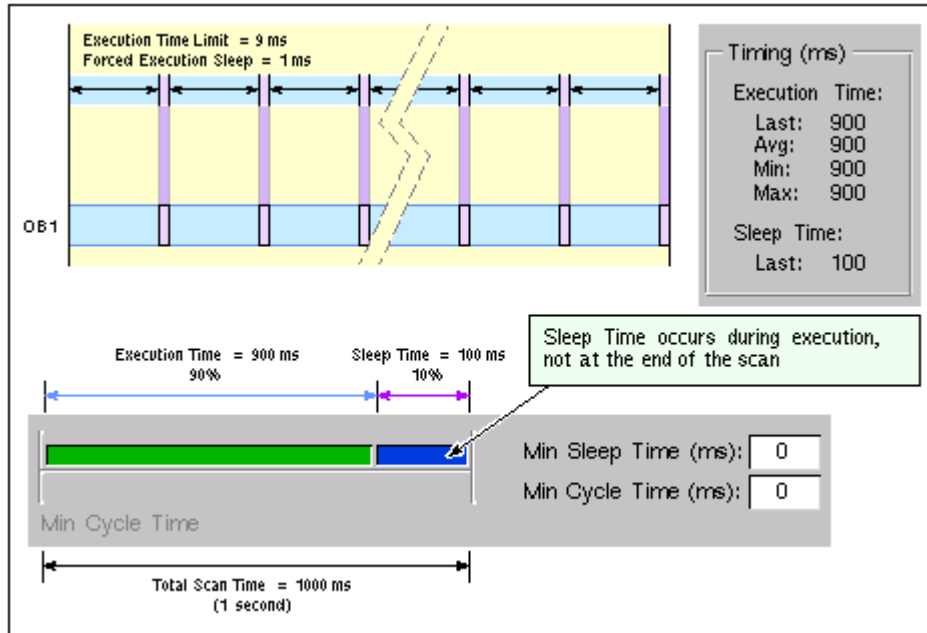 Execution Time Limit = 9 ms
Forced Execution Sleep = 1 ms
OB1
Timing (ms)
Execution Time:
Last: 900
Avg: 900
Min: 900
Max: 900
Sleep Time:
Last: 100
Sleep Time occurs during execution,
not at the end of the scan
Execution Time = 900 ms
90%
Sleep Time = 100 ms
10%
Min Sleep Time (ms): 0
Min Cycle Time (ms): 0
Min Cycle Time
Total Scan Time = 1000 ms
(1 second)